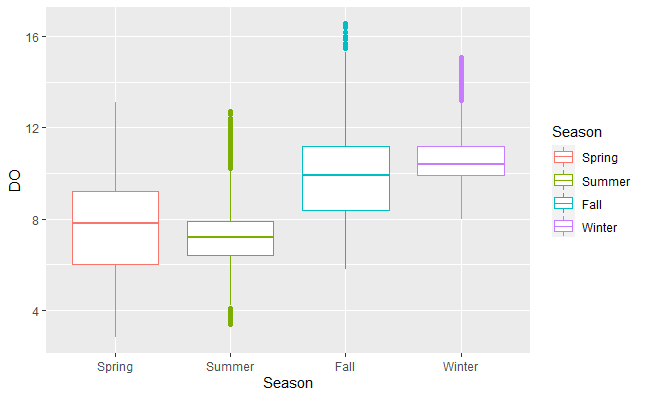 16
12
8
4
DO
Spring
Summer
Fall
Winter
Season
Season
Spring
Summer
Fall
Winter